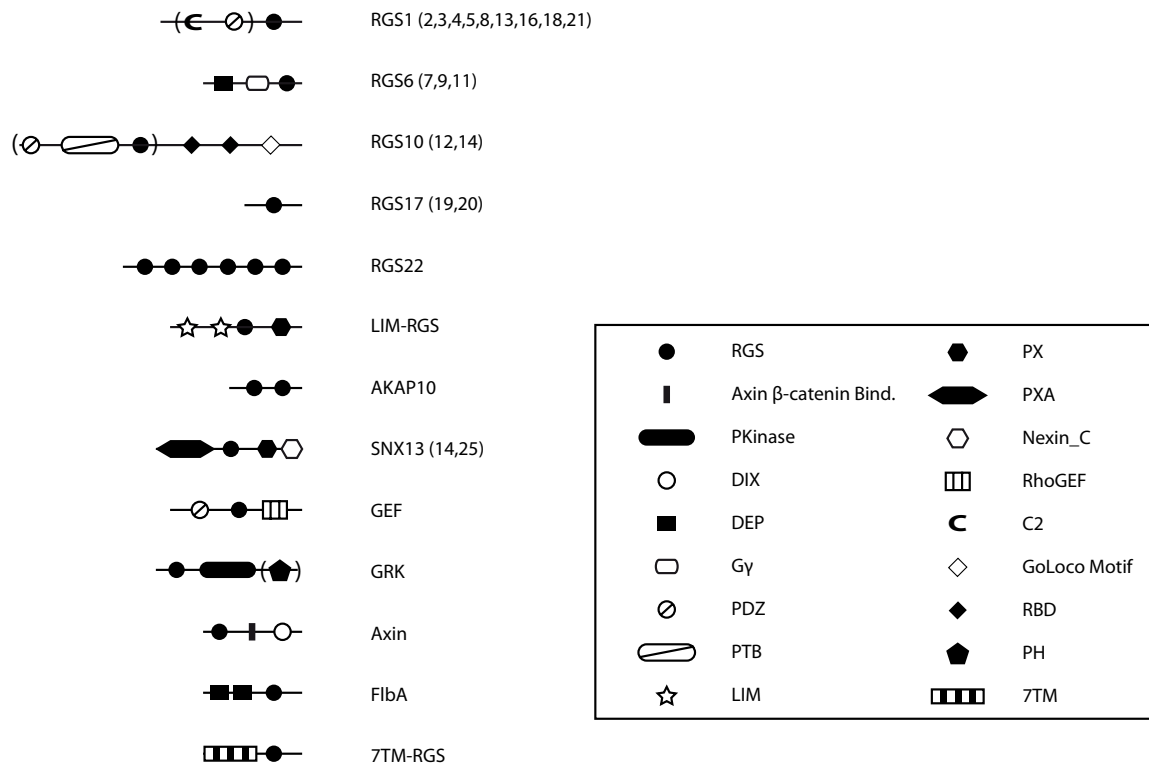 RGS1 (2,3,4,5,8,13,16,18,21)
RGS6 (7,9,11)
RGS10 (12,14)
RGS17 (19,20)
RGS22
LIM-RGS
AKAP10
SNX13 (14,25)
GEF
GRK
Axin
FlbA
7TM-RGS
RGS
Axin β-catenin Bind.
PKinase
DIX
DEP
Gγ
PDZ
PTB
LIM
PX
PXA
Nexin_C
RhoGEF
C2
GoLoco Motif
RBD
PH
7TM